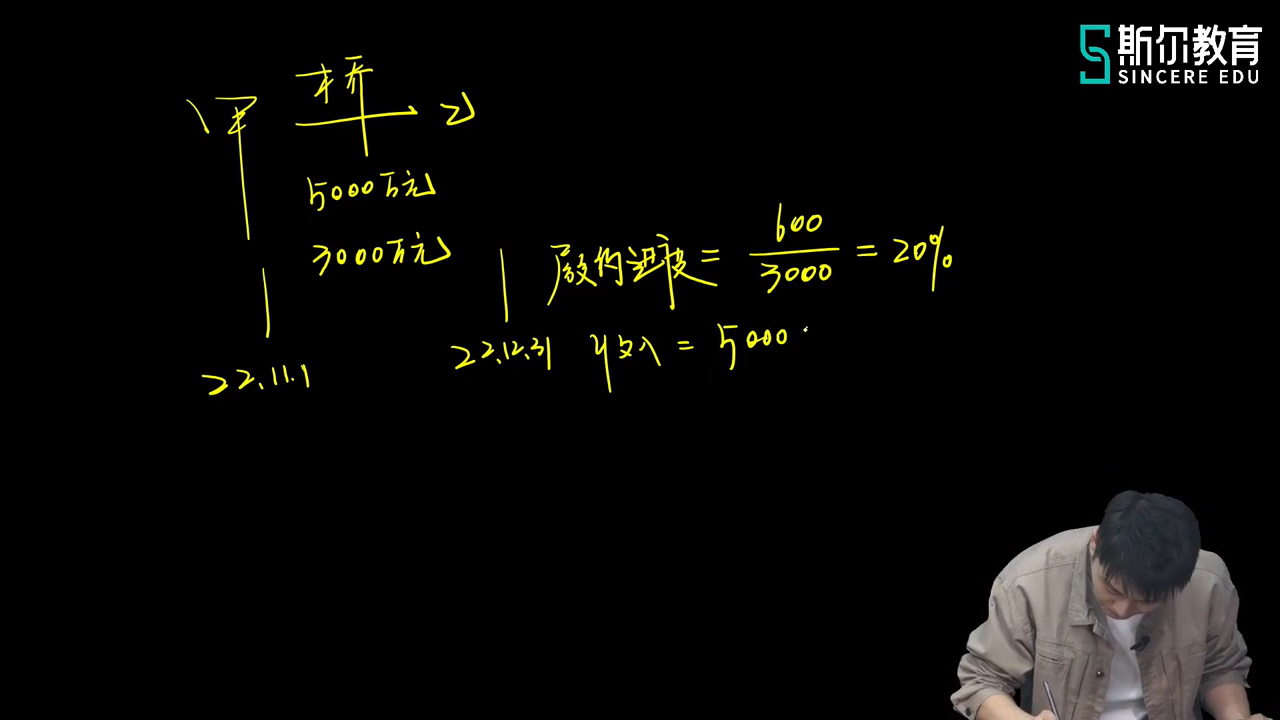 斯尔教育
SINCERE EDU
甲 桥 乙
5000万元
3000万元
履约进度 = 600/3000 = 20%
22.11.1
22.12.31 收入 = 5000